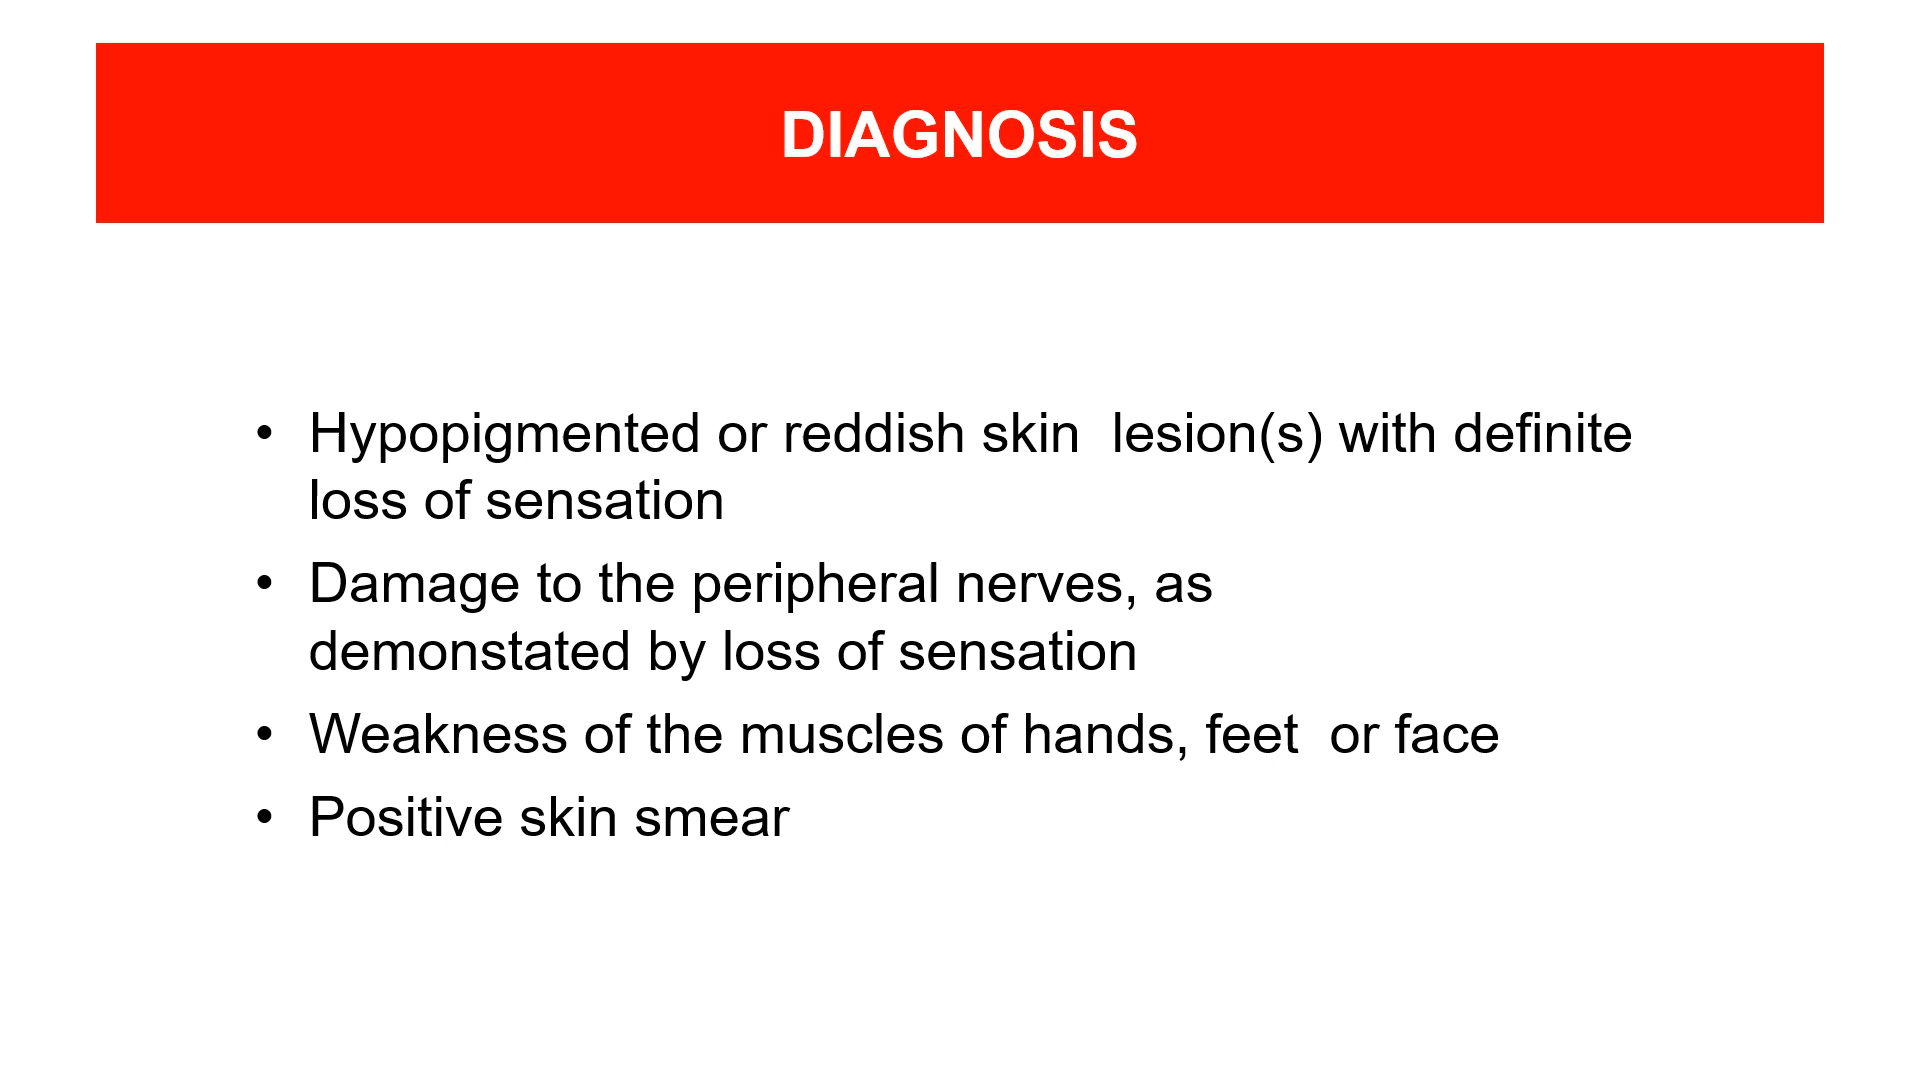 DIAGNOSIS
• Hypopigmented or reddish skin  lesion(s) with definite
loss of sensation
• Damage to the peripheral nerves, as
demonstated by loss of sensation
• Weakness of the muscles of hands, feet  or face
• Positive skin smear